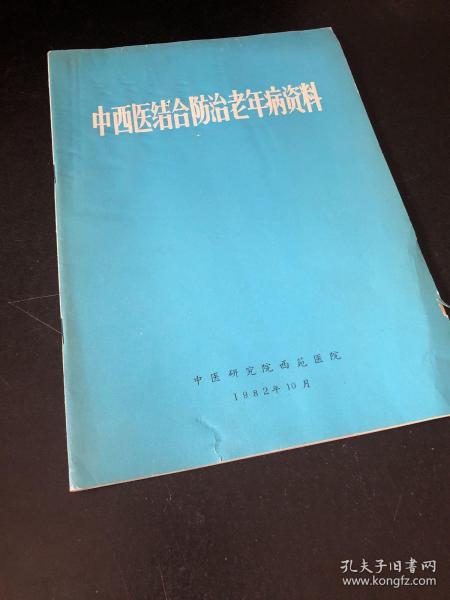 中西医结合防治老年病资料
中医研究院西苑医院
1982年10月
孔夫子旧书网
www.kongfz.com